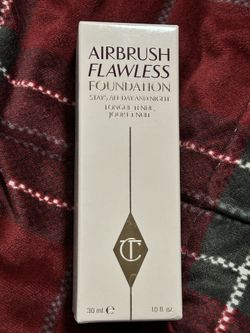 AIRBRUSH
FLAWLESS
FOUNDATION
STAYS ALL DAY AND NIGHT
LONGUE TENUE,
JOUR ET NUIT
CT
30 mL ℮ 1.0 fl. oz.